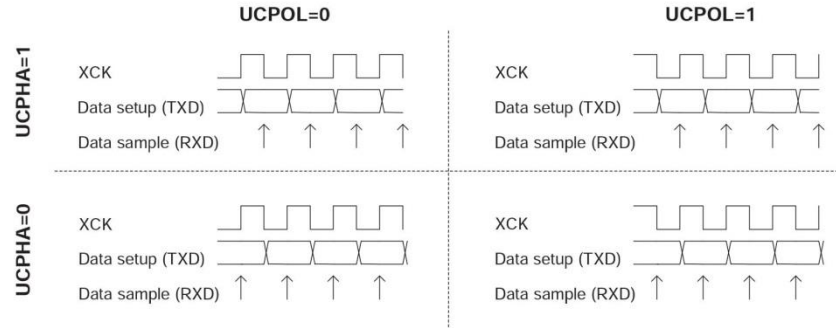 UCPOL=0 UCPOL=1
UCPHA=1
XCK XCK
Data setup (TXD) Data setup (TXD)
Data sample (RXD) Data sample (RXD)
UCPHA=0
XCK XCK
Data setup (TXD) Data setup (TXD)
Data sample (RXD) Data sample (RXD)